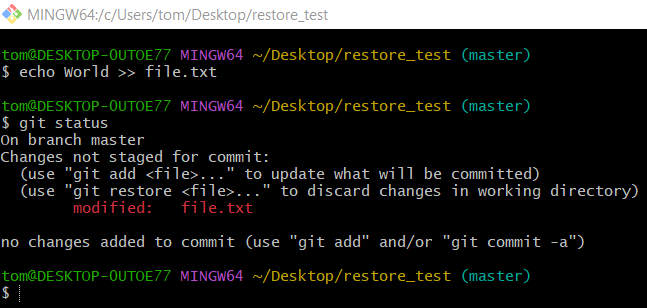 MINGW64:/c/Users/tom/Desktop/restore_test
tom@DESKTOP-OUTOE77 MINGW64 ~/Desktop/restore_test (master)
$ echo World >> file.txt
tom@DESKTOP-OUTOE77 MINGW64 ~/Desktop/restore_test (master)
$ git status
On branch master
Changes not staged for commit:
  (use "git add <file>..." to update what will be committed)
  (use "git restore <file>..." to discard changes in working directory)
        modified:   file.txt
no changes added to commit (use "git add" and/or "git commit -a")
tom@DESKTOP-OUTOE77 MINGW64 ~/Desktop/restore_test (master)
$